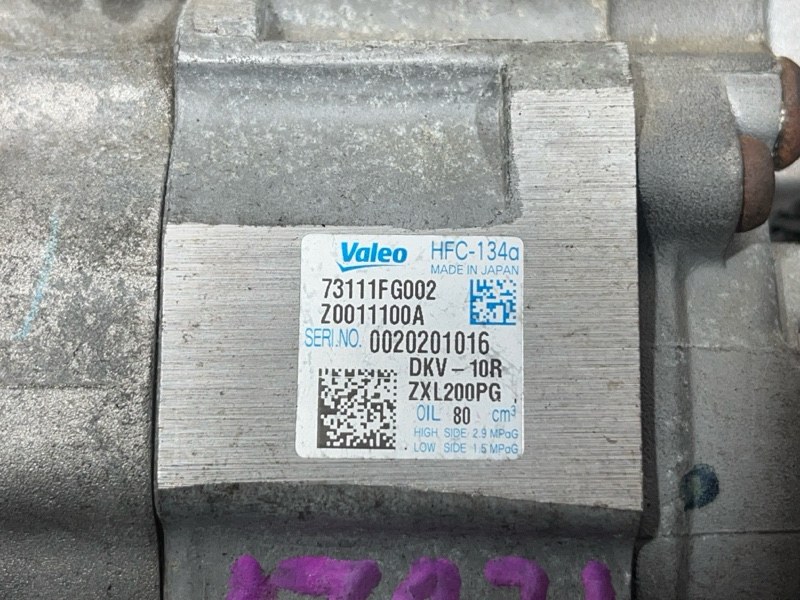 Valeo HFC-134a
MADE IN JAPAN
73111FG002
Z0011100A
SERI.NO. 0020201016
DKV-10R
ZXL200PG
OIL 80 cm³
HIGH SIDE 2.9 MPaG
LOW SIDE 1.5 MPaG